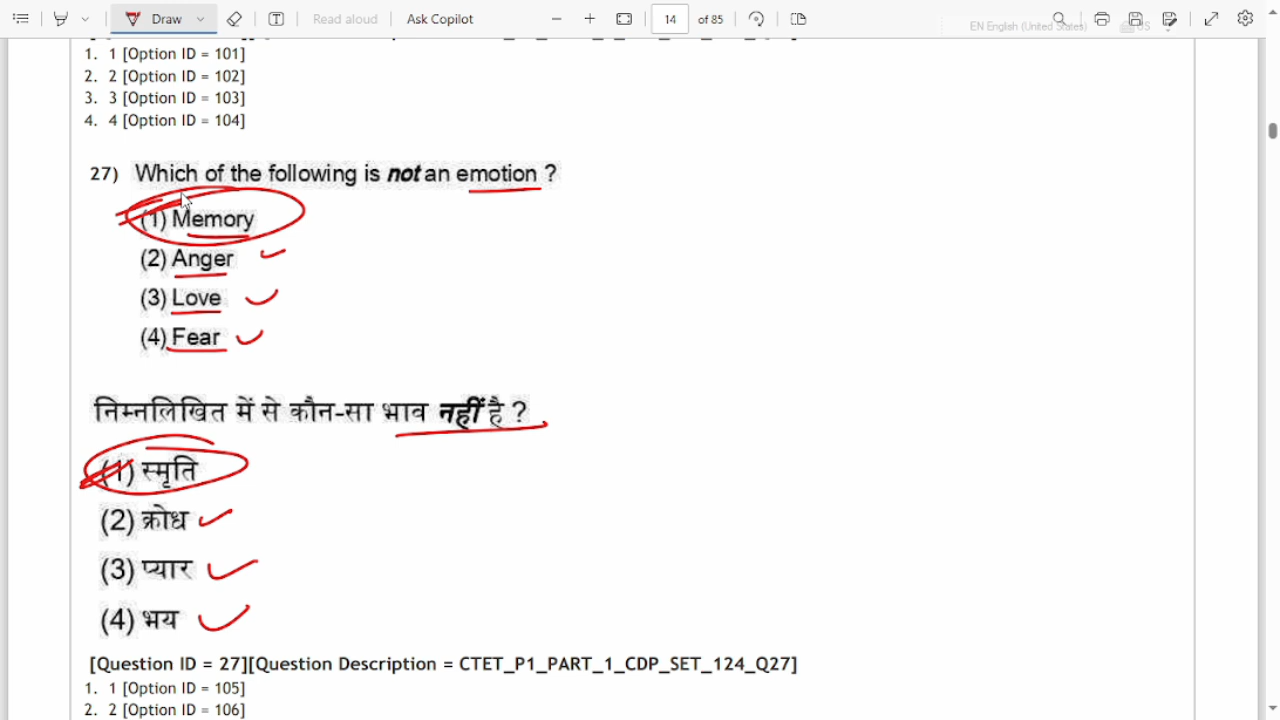 Draw
Read aloud
Ask Copilot
14 of 85
EN English (United States)
US
1. 1 [Option ID = 101]
2. 2 [Option ID = 102]
3. 3 [Option ID = 103]
4. 4 [Option ID = 104]
27) Which of the following is not an emotion ?
(1) Memory
(2) Anger
(3) Love
(4) Fear
निम्नलिखित में से कौन-सा भाव नहीं है ?
(1) स्मृति
(2) क्रोध
(3) प्यार
(4) भय
[Question ID = 27][Question Description = CTET_P1_PART_1_CDP_SET_124_Q27]
1. 1 [Option ID = 105]
2. 2 [Option ID = 106]